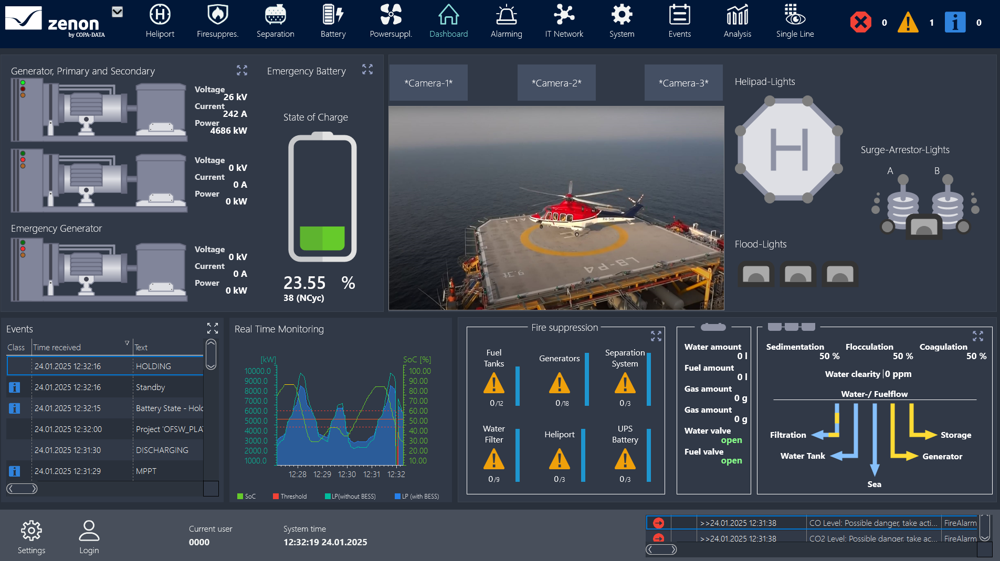 zenon
by COPA-DATA
Heliport
Firesuppres.
Separation
Battery
Powersuppl.
Dashboard
Alarming
IT Network
System
Events
Analysis
Single Line
0
1
0
Generator, Primary and Secondary
Voltage
26 kV
Current
242 A
Power
4686 kW
Voltage
0 kV
Current
0 A
Power
0 kW
Emergency Generator
Voltage
0 kV
Current
0 A
Power
0 kW
Emergency Battery
State of Charge
23.55 %
38 (NCyc)
*Camera-1*
*Camera-2*
*Camera-3*
PH-SHK
L8-P4
9.3t
Helipad-Lights
H
Surge-Arrestor-Lights
A
B
Flood-Lights
Events
Class Time received Text
24.01.2025 12:32:16 HOLDING
24.01.2025 12:32:16 Standby
24.01.2025 12:32:15 Battery State - Hold
24.01.2025 12:32:00 Project 'OFSW_PLA
24.01.2025 12:31:30 DISCHARGING
24.01.2025 12:31:29 MPPT
Real Time Monitoring
[kW] SoC [%]
10000.0 100.00
9000.0 90.00
8000.0 80.00
7000.0 70.00
6000.0 60.00
5000.0 50.00
4000.0 40.00
3000.0 30.00
2000.0 20.00
1000.0 10.00
12:28 12:29 12:30 12:31 12:32
SoC Threshold LP(without BESS) LP (with BESS)
Fire suppression
Fuel
Tanks
0/12
Generators
0/18
Separation
System
0/3
Water
Filter
0/9
Heliport
0/3
UPS
Battery
0/3
Water amount
0 l
Fuel amount
0 l
Gas amount
0 g
Gas amount
0 g
Water valve
open
Fuel valve
open
Sedimentation
50 %
Flocculation
50 %
Coagulation
50 %
Water clearity 0 ppm
Water-/ Fuelflow
Filtration
Storage
Water Tank
Generator
Sea
Settings
Login
Current user
0000
System time
12:32:19 24.01.2025
>>24.01.2025 12:31:38 CO Level: Possible danger, take acti... FireAlarm
>>24.01.2025 12:31:38 CO2 Level: Possible danger, take ac... FireAlarm